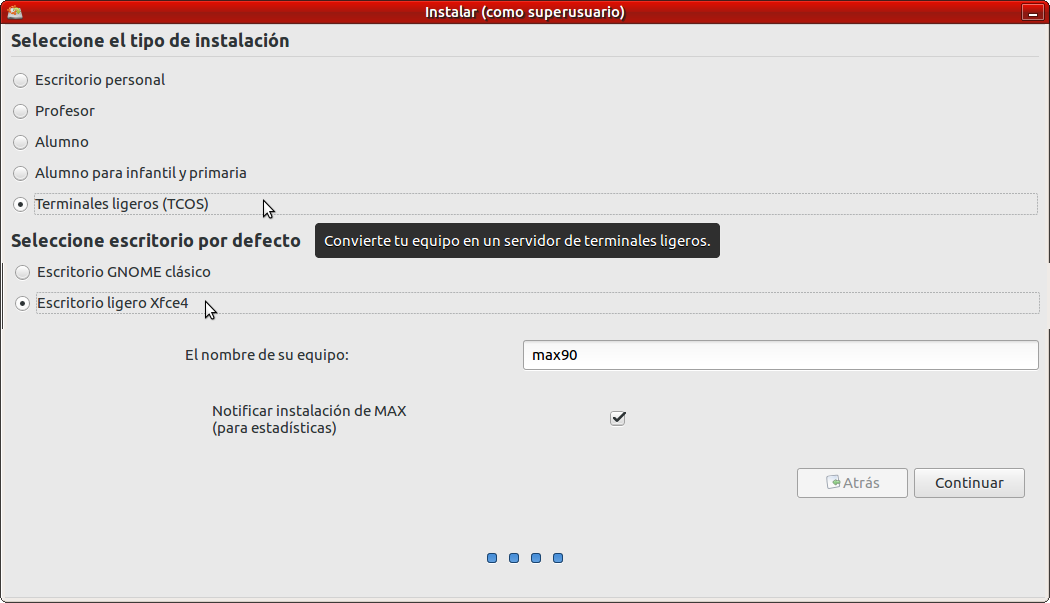 Instalar (como superusuario)
Seleccione el tipo de instalación
Escritorio personal
Profesor
Alumno
Alumno para infantil y primaria
Terminales ligeros (TCOS)
Seleccione escritorio por defecto
Convierte tu equipo en un servidor de terminales ligeros.
Escritorio GNOME clásico
Escritorio ligero Xfce4
El nombre de su equipo:
max90
Notificar instalación de MAX
(para estadísticas)
Atrás
Continuar